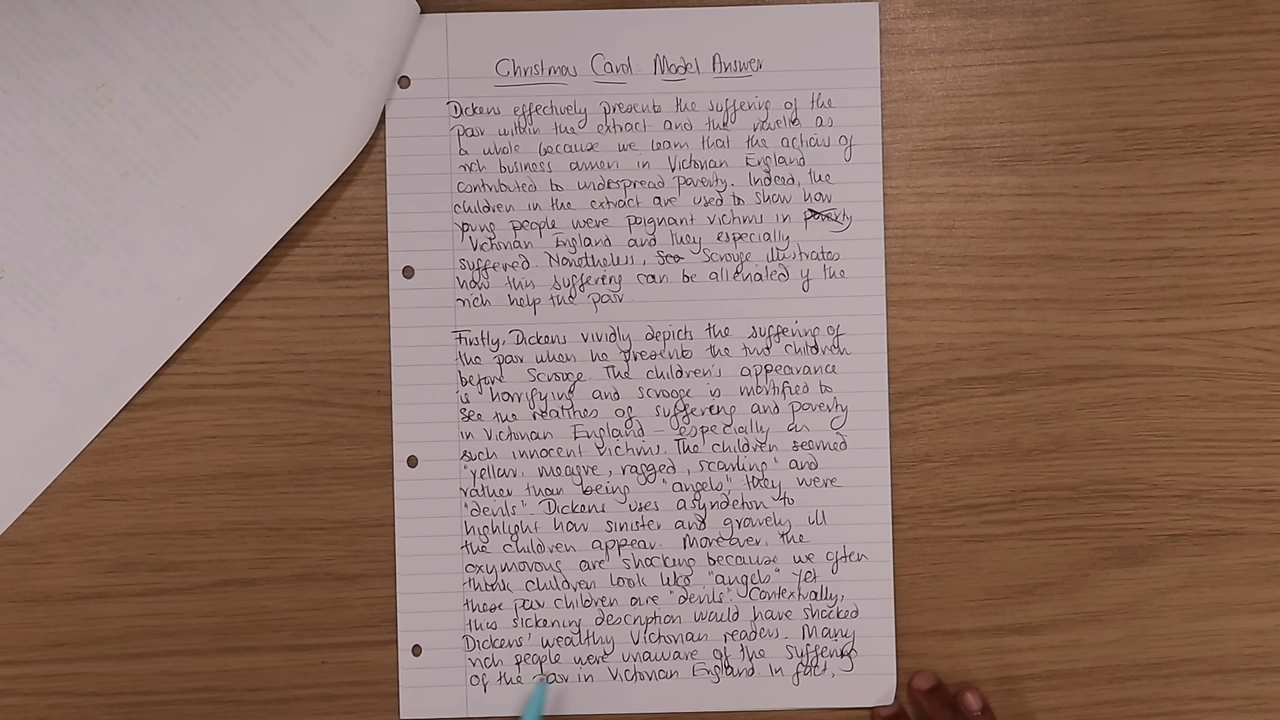 Christmas Carol Model Answer
Dickens effectively presents the suffering of the
poor within the extract and the novella as
a whole because we learn that the actions of
rich business owners in Victorian England
contributed to widespread poverty. Indeed, the
children in the extract are used to show how
young people were poignant victims in poverty
Victorian England and they especially
suffered. Nonetheless, Sco Scrooge illustrates
how this suffering can be alleviated if the
rich help the poor.
Firstly, Dickens vividly depicts the suffering of
the poor when he presents the two children
before Scrooge. The children's appearance
is horrifying and scrooge is mortified to
see the realities of suffering and poverty
in Victorian England - especially on
such innocent victims. The children seemed
"yellow, meagre, ragged, scowling" and
rather than being "angels", they were
"devils". Dickens uses asyndeton to
highlight how sinister and gravely ill
the children appear. Moreover, the
oxymorons are shocking because we often
think children look like "angels" yet
these poor children are "devils". Contextually,
this sickening description would have shocked
Dickens' wealthy Victorian readers. Many
rich people were unaware of the suffering
of the poor in Victorian England. In fact,